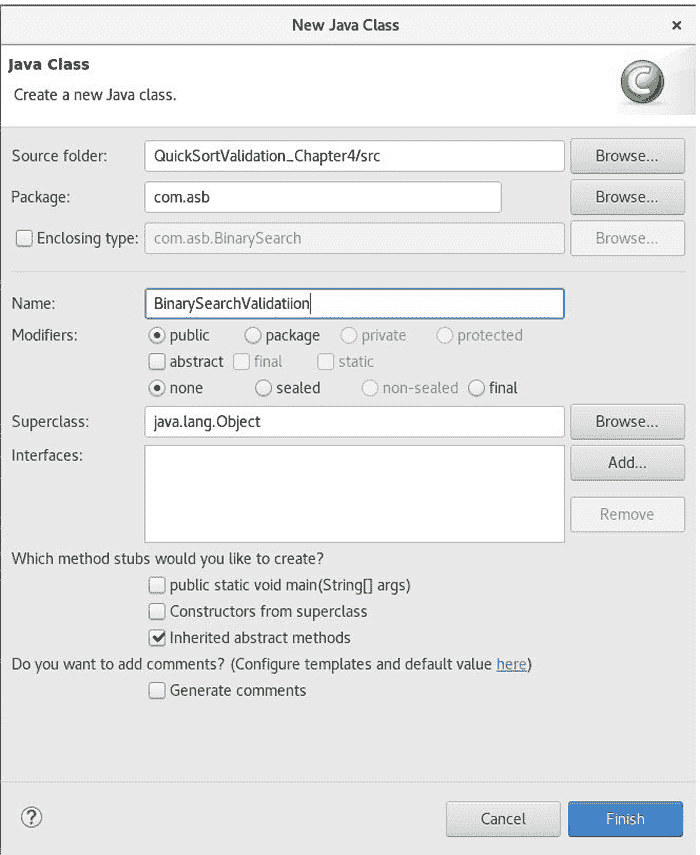 New Java Class
×
Java Class
Create a new Java class.
C
Source folder: QuickSortValidation_Chapter4/src Browse...
Package: com.asb Browse...
Enclosing type: com.asb.BinarySearch Browse...
Name: BinarySearchValidatiion
Modifiers: public package private protected
abstract final static
none sealed non-sealed final
Superclass: java.lang.Object Browse...
Interfaces: Add...
Remove
Which method stubs would you like to create?
public static void main(String[] args)
Constructors from superclass
Inherited abstract methods
Do you want to add comments? (Configure templates and default value here)
Generate comments
? Cancel Finish